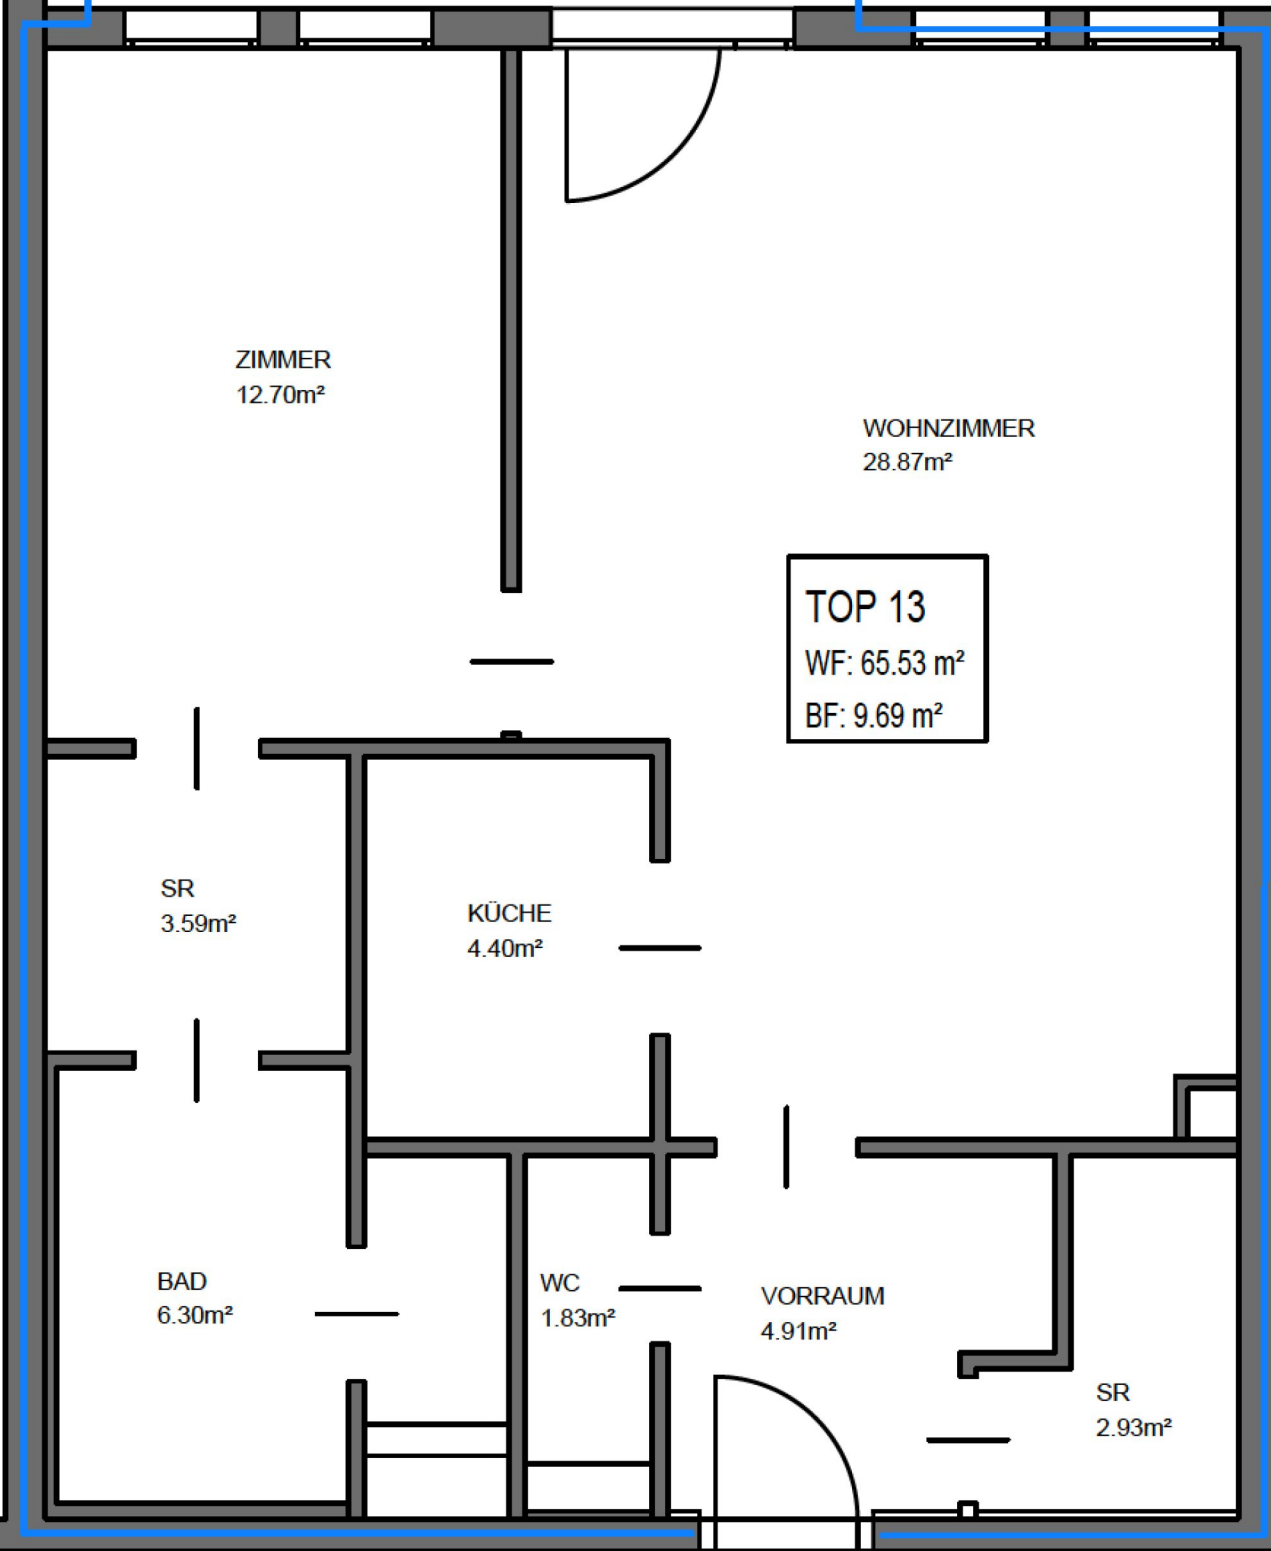 ZIMMER
12.70m²
WOHNZIMMER
28.87m²
TOP 13
WF: 65.53 m²
BF: 9.69 m²
SR
3.59m²
KÜCHE
4.40m²
BAD
6.30m²
WC
1.83m²
VORRAUM
4.91m²
SR
2.93m²